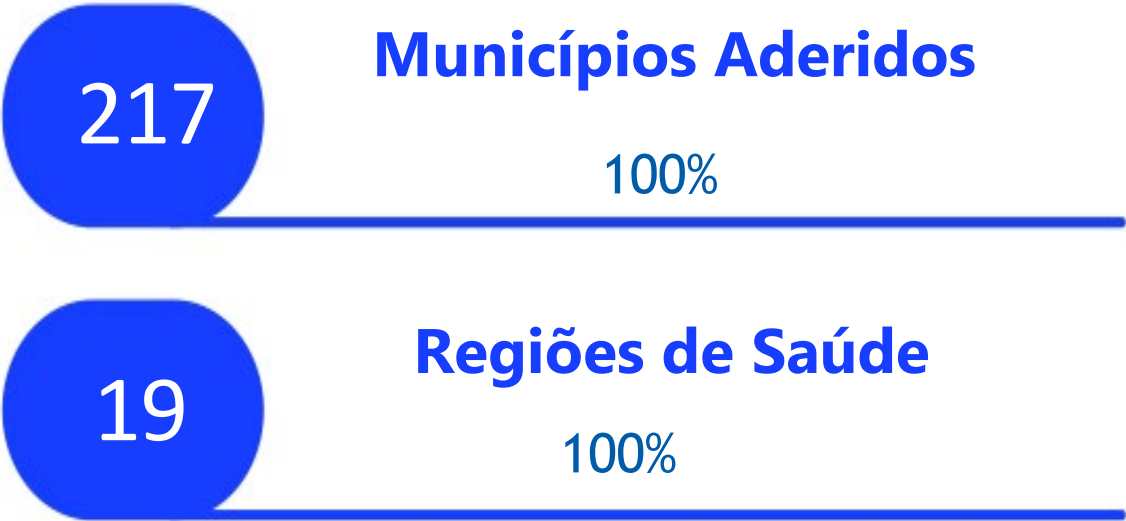 217
Municípios Aderidos
100%
19
Regiões de Saúde
100%